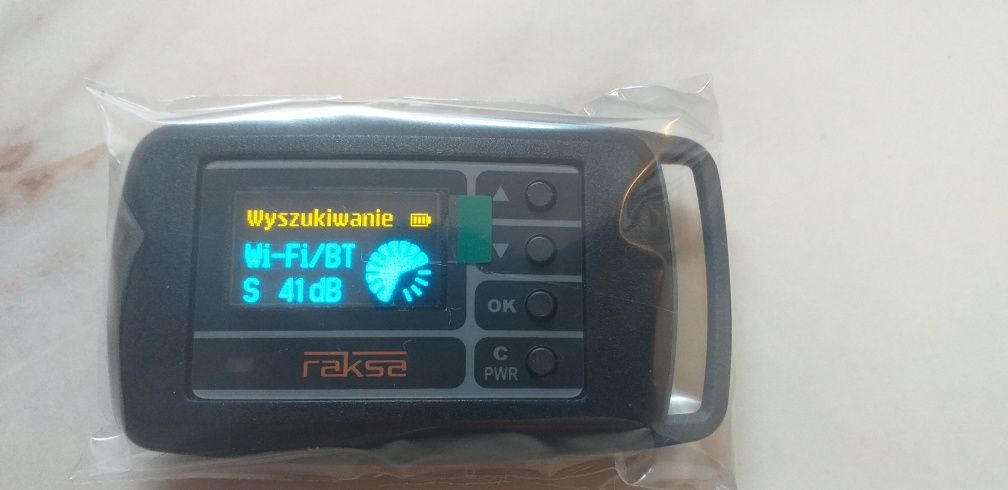 Wyszukiwanie
Wi-Fi/BT
S 41dB
OK
C
PWR
raksa